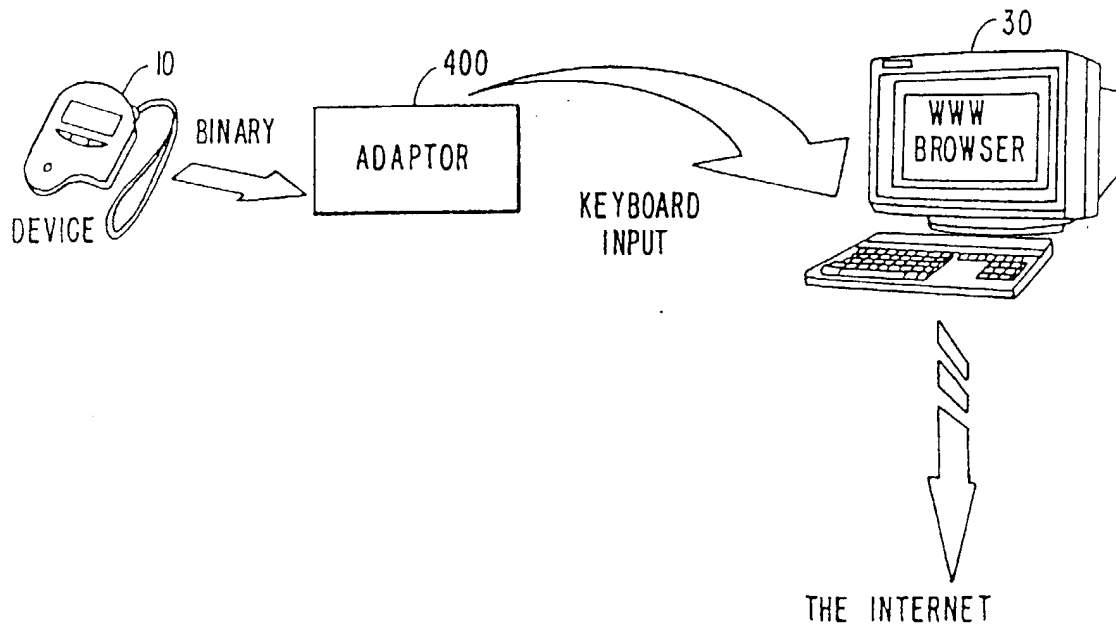 10
400
30
BINARY
ADAPTOR
WWW
BROWSER
DEVICE
KEYBOARD
INPUT
THE INTERNET